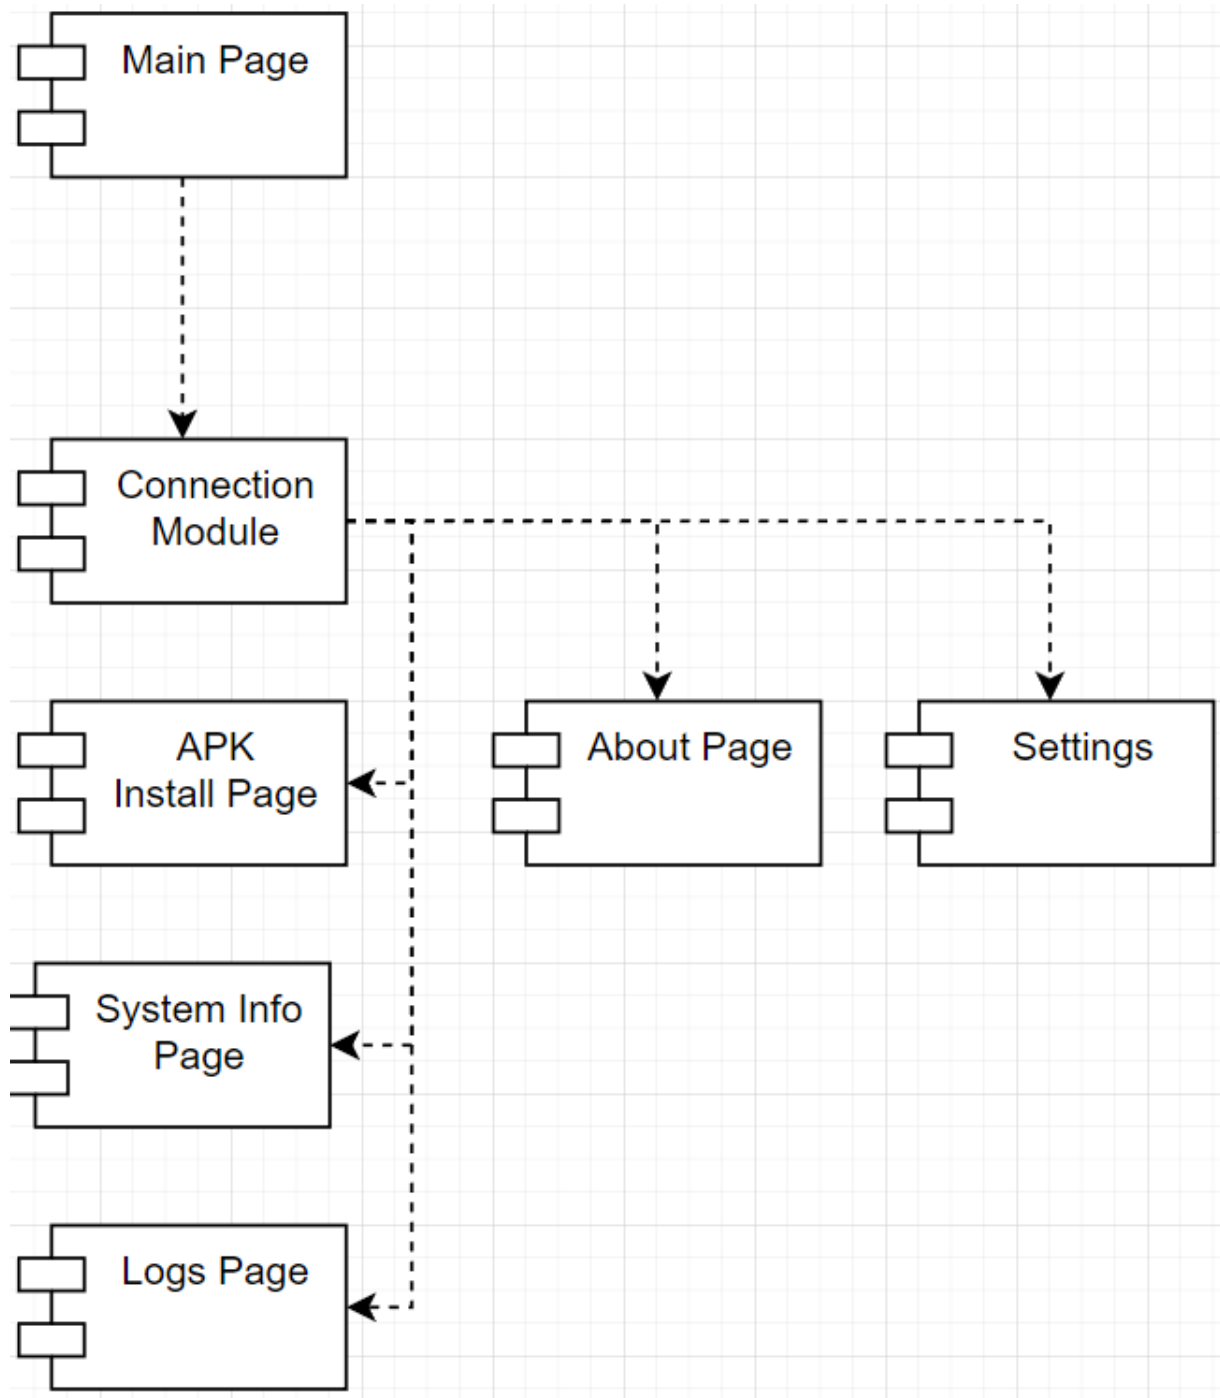 Main Page
Connection
Module
APK
Install Page
About Page
Settings
System Info
Page
Logs Page